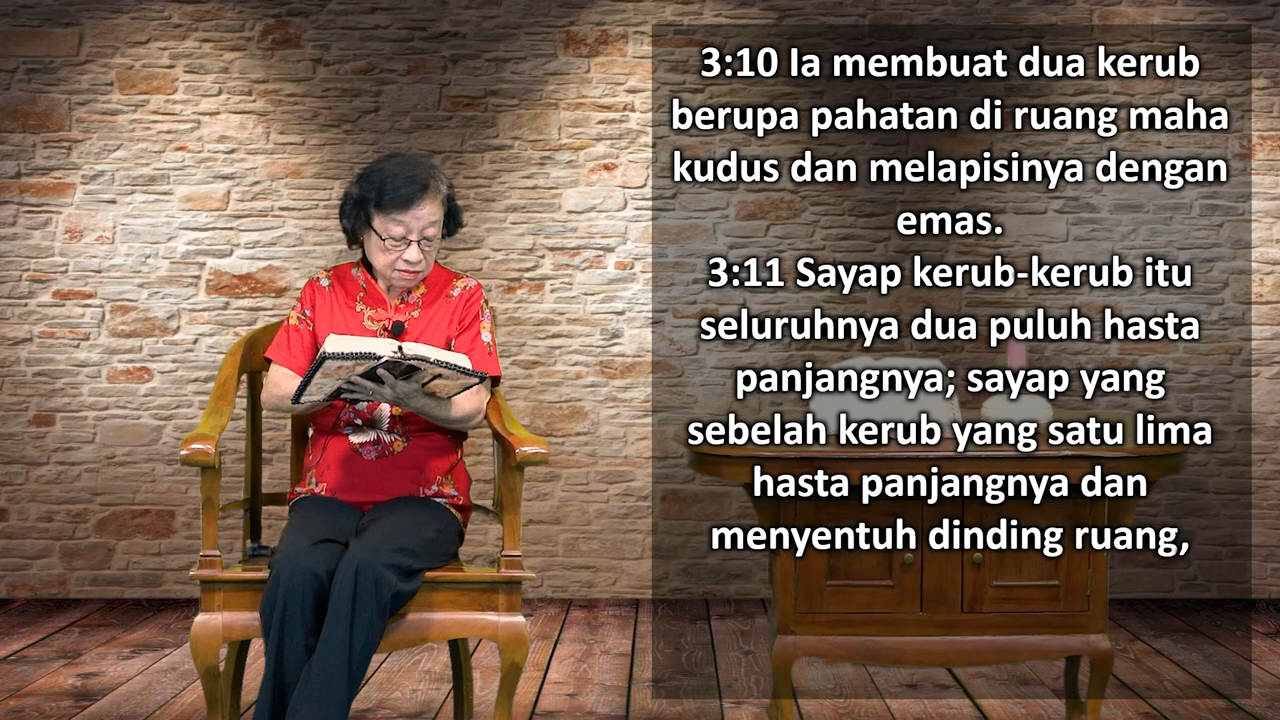 3:10 Ia membuat dua kerub
berupa pahatan di ruang maha
kudus dan melapisinya dengan
emas.
3:11 Sayap kerub-kerub itu
seluruhnya dua puluh hasta
panjangnya; sayap yang
sebelah kerub yang satu lima
hasta panjangnya dan
menyentuh dinding ruang,